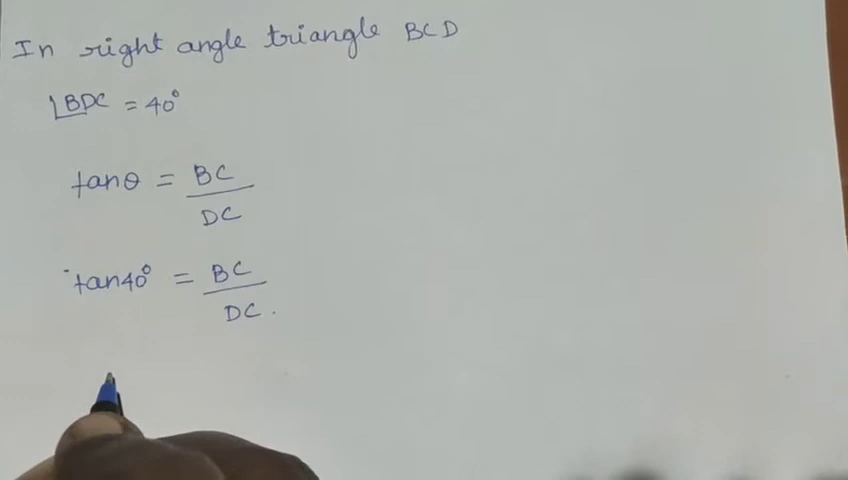 In right angle triangle BCD
∠BDC = 40°
tanθ = BC
DC
tan40° = BC
DC.